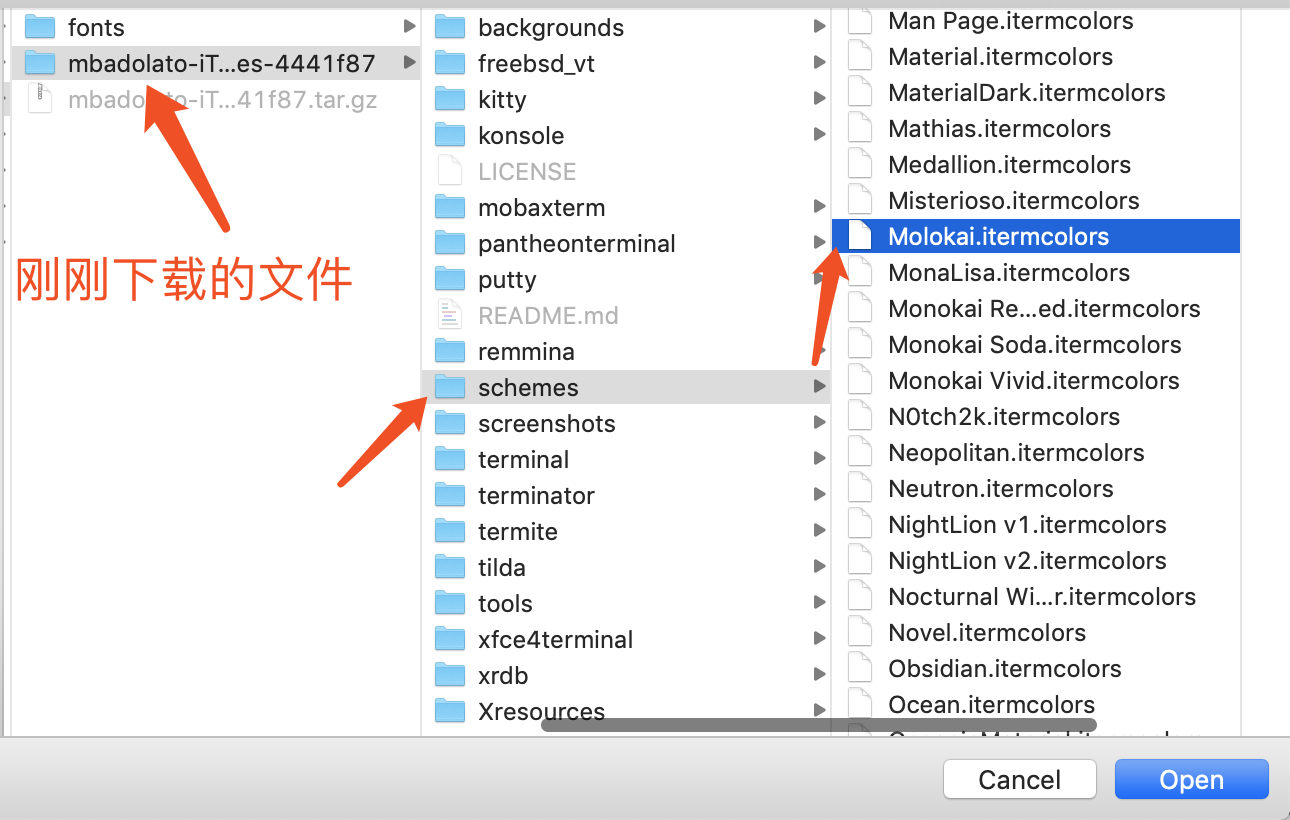 fonts
mbadolato-iT...es-4441f87
mbadolato-iT...41f87.tar.gz
刚刚下载的文件
backgrounds
freebsd_vt
kitty
konsole
LICENSE
mobaxterm
pantheonterminal
putty
README.md
remmina
schemes
screenshots
terminal
terminator
termite
tilda
tools
xfce4terminal
xrdb
Xresources
Man Page.itermcolors
Material.itermcolors
MaterialDark.itermcolors
Mathias.itermcolors
Medallion.itermcolors
Misterioso.itermcolors
Molokai.itermcolors
MonaLisa.itermcolors
Monokai Re...ed.itermcolors
Monokai Soda.itermcolors
Monokai Vivid.itermcolors
N0tch2k.itermcolors
Neopolitan.itermcolors
Neutron.itermcolors
NightLion v1.itermcolors
NightLion v2.itermcolors
Nocturnal Wi...r.itermcolors
Novel.itermcolors
Obsidian.itermcolors
Ocean.itermcolors
Cancel
Open